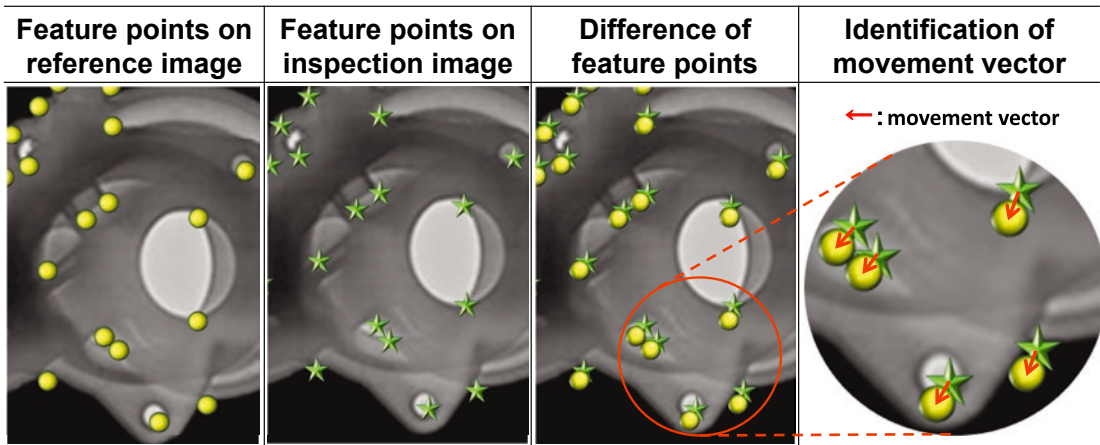 Feature points on
reference image
Feature points on
inspection image
Difference of
feature points
Identification of
movement vector
← : movement vector